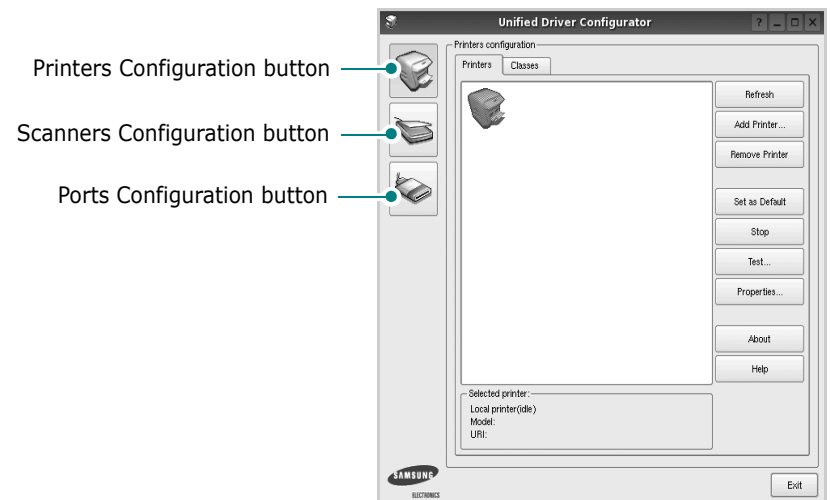 Unified Driver Configurator
Printers configuration
Printers Classes
Printers Configuration button
Scanners Configuration button
Ports Configuration button
Refresh
Add Printer...
Remove Printer
Set as Default
Stop
Test...
Properties...
About
Help
Selected printer:
Local printer(idle)
Model:
URI:
SAMSUNG
ELECTRONICS
Exit